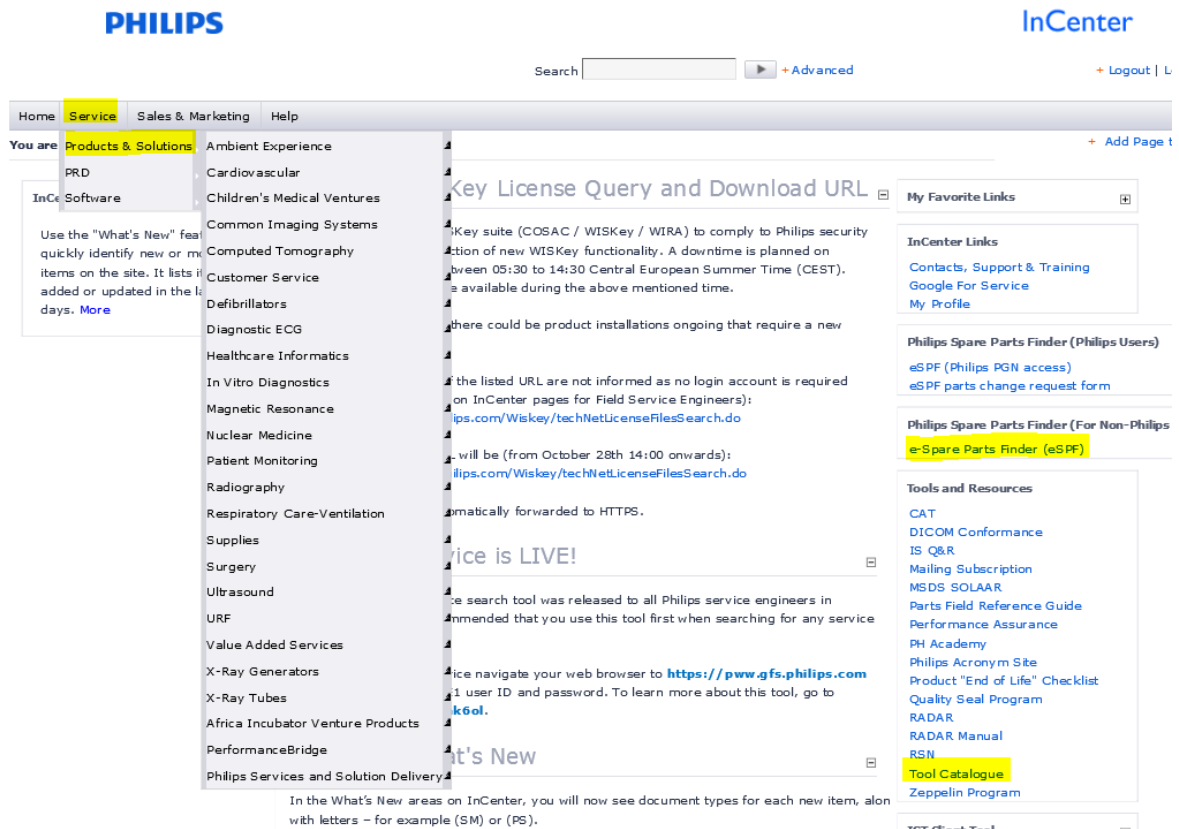 PHILIPS
InCenter
Search + Advanced
+ Logout |
Home Service Sales & Marketing Help
You are
+ Add Page
Products & Solutions
PRD
Software
Ambient Experience
Cardiovascular
Children's Medical Ventures
Common Imaging Systems
Computed Tomography
Customer Service
Defibrillators
Diagnostic ECG
Healthcare Informatics
In Vitro Diagnostics
Magnetic Resonance
Nuclear Medicine
Patient Monitoring
Radiography
Respiratory Care-Ventilation
Supplies
Surgery
Ultrasound
URF
Value Added Services
X-Ray Generators
X-Ray Tubes
Africa Incubator Venture Products
PerformanceBridge
Philips Services and Solution Delivery
Use the "What's New"
quickly identify new or
items on the site. It lists
added or updated in the
days. More
Key License Query and Download URL
SKey suite (COSAC / WISKey / WIRA) to comply to Philips security
ction of new WISKey functionality. A downtime is planned on
tween 05:30 to 14:30 Central European Summer Time (CEST).
e available during the above mentioned time.
there could be product installations ongoing that require a new
f the listed URL are not informed as no login account is required
on InCenter pages for Field Service Engineers):
lips.com/Wiskey/techNetLicenseFilesSearch.do
will be (from October 28th 14:00 onwards):
ilips.com/Wiskey/techNetLicenseFilesSearch.do
omatically forwarded to HTTPS.
vice is LIVE!
ce search tool was released to all Philips service engineers in
mmended that you use this tool first when searching for any service
ice navigate your web browser to https://pww.gfs.philips.com
1 user ID and password. To learn more about this tool, go to
k6ol.
at's New
In the What's New areas on InCenter, you will now see document types for each new item, alon
with letters – for example (SM) or (PS).
My Favorite Links
InCenter Links
Contacts, Support & Training
Google For Service
My Profile
Philips Spare Parts Finder (Philips Users)
eSPF (Philips PGN access)
eSPF parts change request form
Philips Spare Parts Finder (For Non-Philips
e-Spare Parts Finder (eSPF)
Tools and Resources
CAT
DICOM Conformance
IS Q&R
Mailing Subscription
MSDS SOLAAR
Parts Field Reference Guide
Performance Assurance
PH Academy
Philips Acronym Site
Product "End of Life" Checklist
Quality Seal Program
RADAR
RADAR Manual
RSN
Tool Catalogue
Zeppelin Program